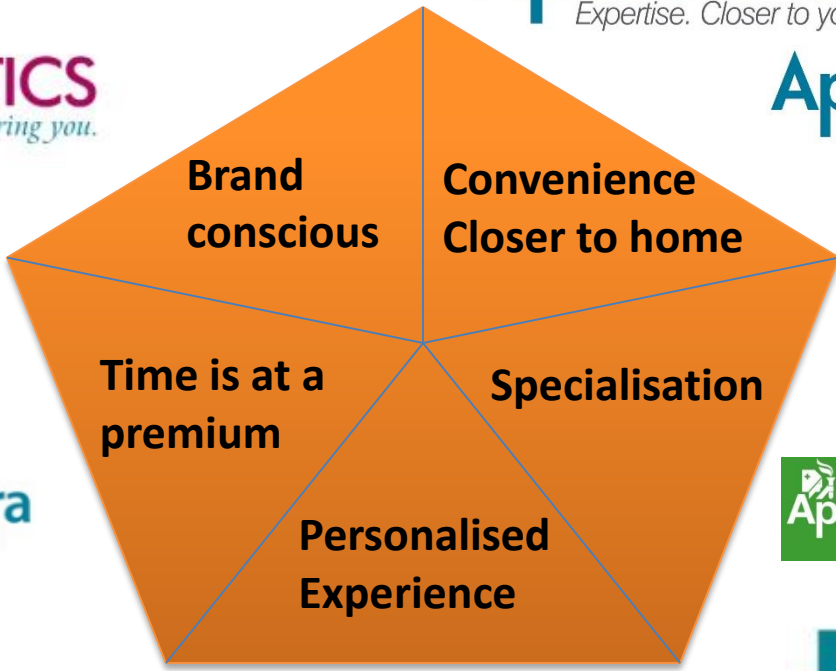 Expertise. Closer to yo
TICS
ring you.
Ap
Brand
conscious
Convenience
Closer to home
Time is at a
premium
Specialisation
ra
Ap
Personalised
Experience